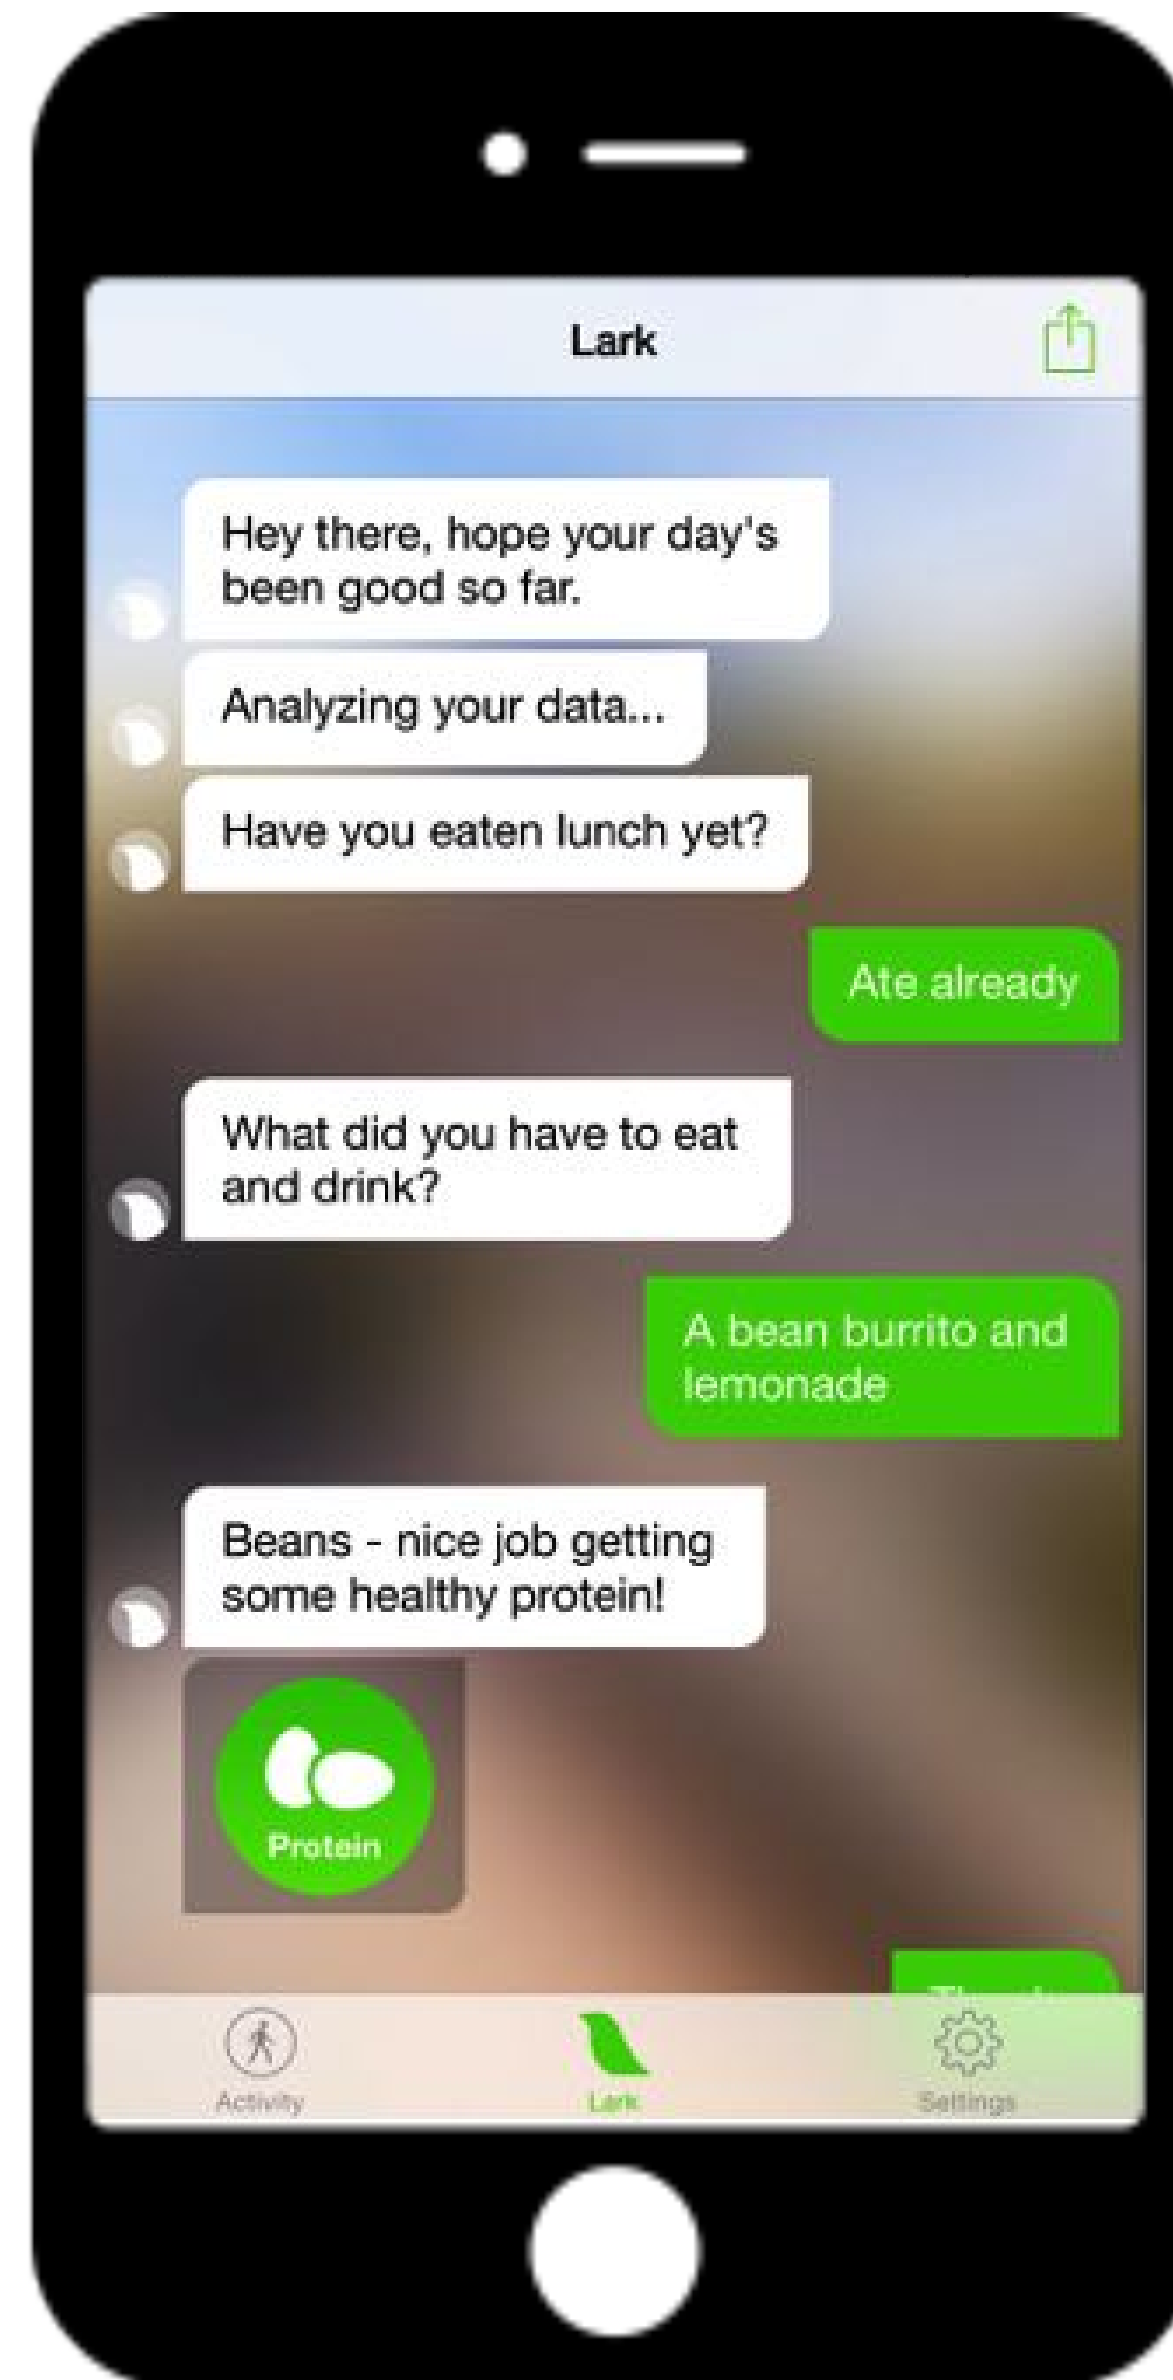 Lark
Hey there, hope your day's
been good so far.
Analyzing your data...
Have you eaten lunch yet?
Ate already
What did you have to eat
and drink?
A bean burrito and
lemonade
Beans - nice job getting
some healthy protein!
Protein
Activity
Lark
Settings